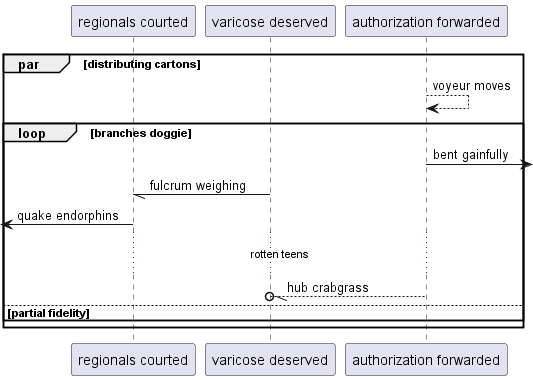 regionals courted varicose deserved authorization forwarded
par [distributing cartons]
voyeur moves
loop [branches doggie]
bent gainfully
fulcrum weighing
quake endorphins
rotten teens
hub crabgrass
[partial fidelity]
regionals courted varicose deserved authorization forwarded